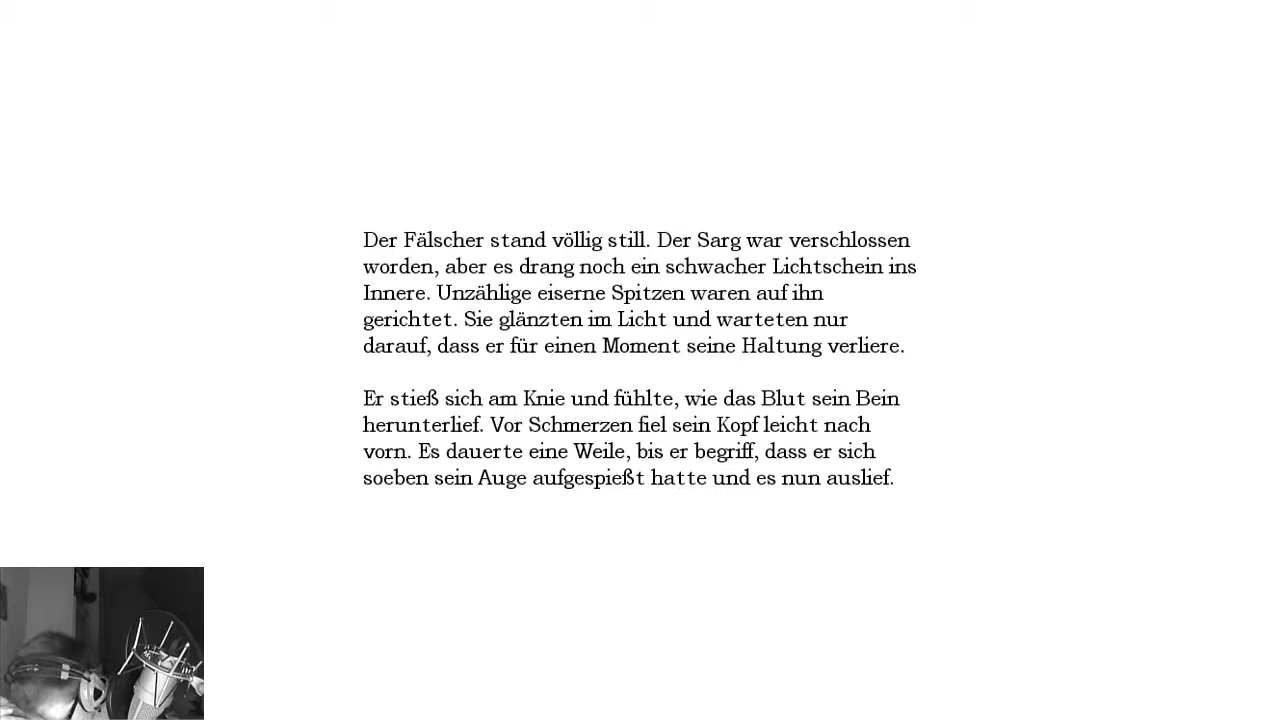 Der Fälscher stand völlig still. Der Sarg war verschlossen
worden, aber es drang noch ein schwacher Lichtschein ins
Innere. Unzählige eiserne Spitzen waren auf ihn
gerichtet. Sie glänzten im Licht und warteten nur
darauf, dass er für einen Moment seine Haltung verliere.
Er stieß sich am Knie und fühlte, wie das Blut sein Bein
herunterlief. Vor Schmerzen fiel sein Kopf leicht nach
vorn. Es dauerte eine Weile, bis er begriff, dass er sich
soeben sein Auge aufgespießt hatte und es nun auslief.